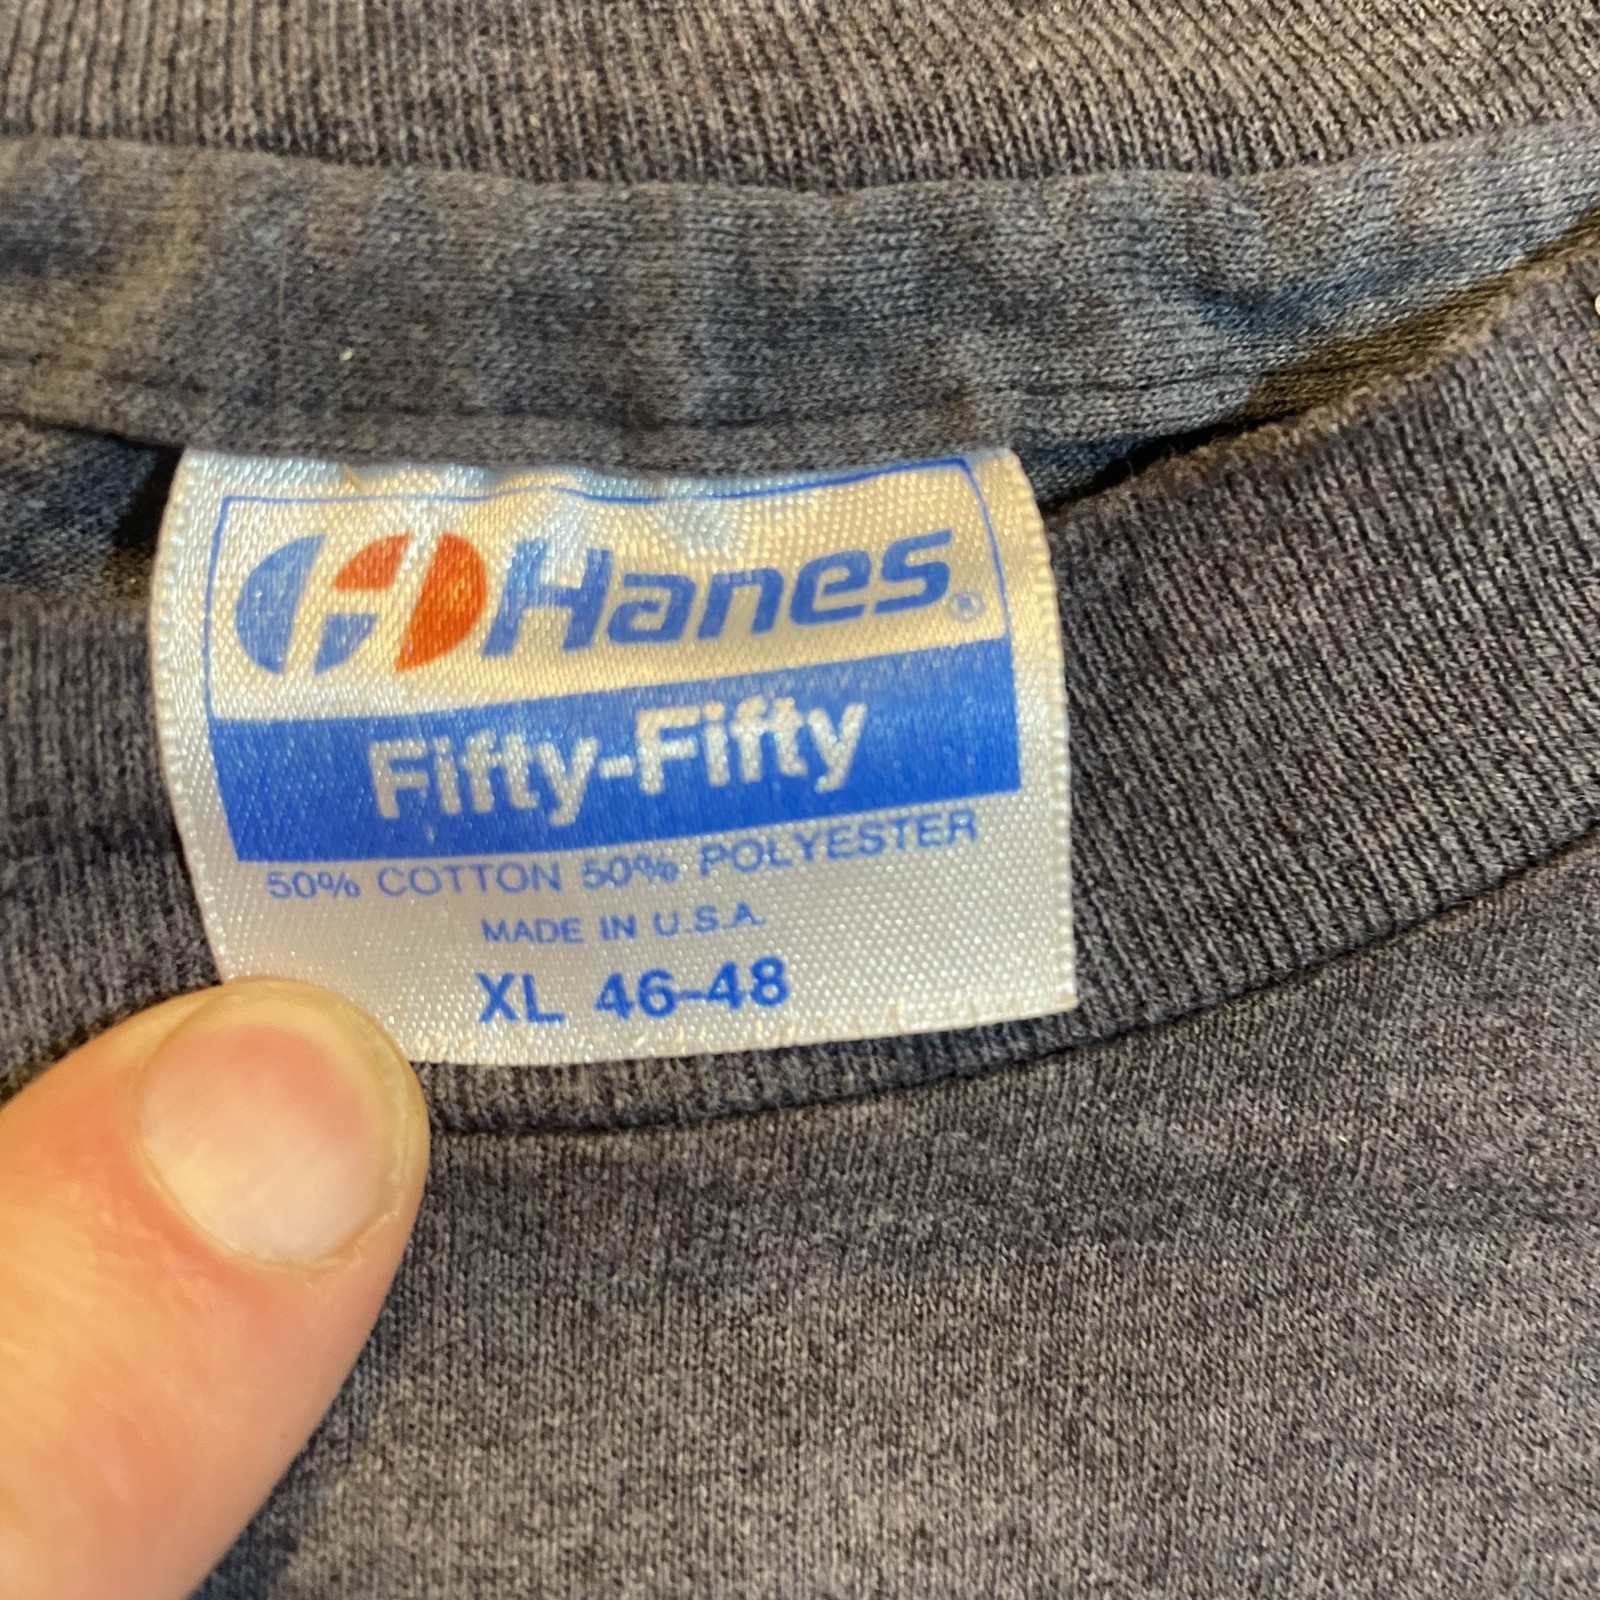 Hanes®
Fifty-Fifty
50% COTTON 50% POLYESTER
MADE IN U.S.A.
XL 46-48